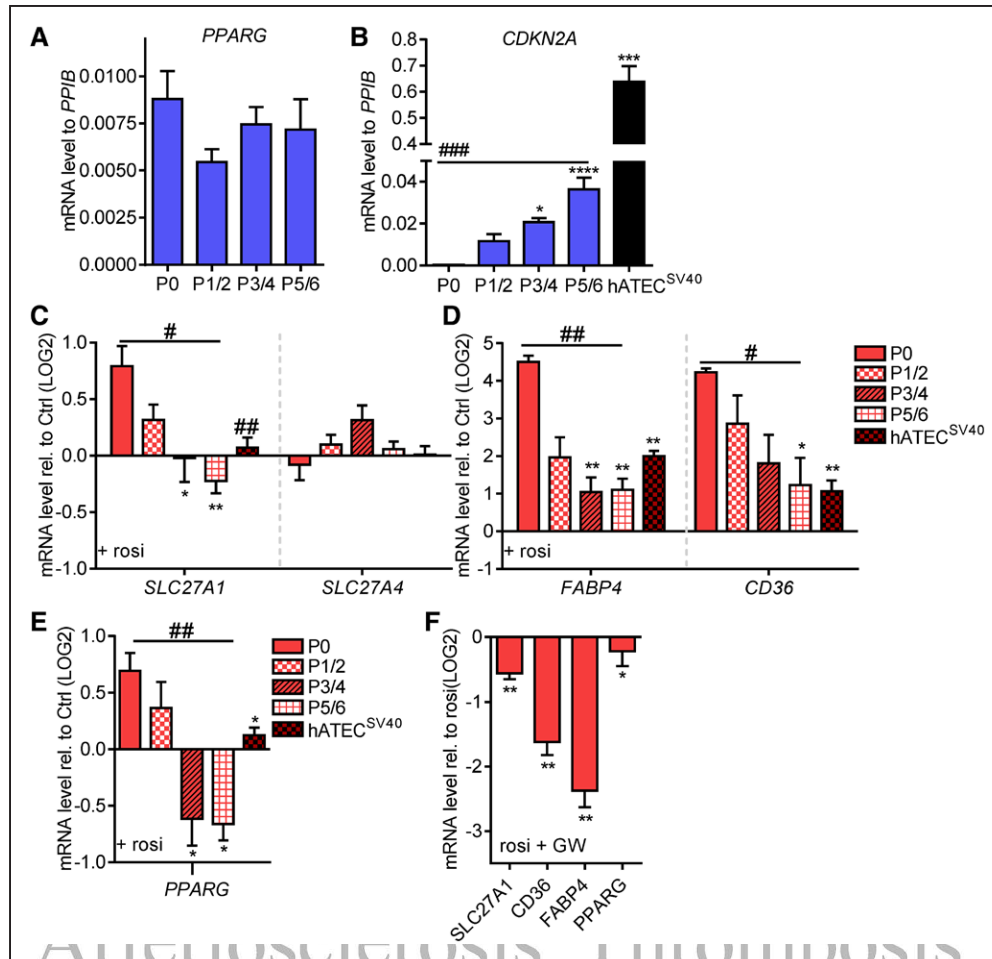 A
PPARG
mRNA level to PPIB
0.0100
0.0075
0.0050
0.0025
0.0000
P0 P1/2 P3/4 P5/6
B
CDKN2A
mRNA level to PPIB
0.8
0.7
0.6
0.5
0.4
0.04
0.02
0.00
###
*
****
***
P0 P1/2 P3/4 P5/6 hATECSV40
C
mRNA level rel. to Ctrl (LOG2)
1.0
0.5
0.0
-0.5
-1.0
#
##
*
**
+ rosi
SLC27A1 SLC27A4
D
mRNA level rel. to Ctrl (LOG2)
5
4
3
2
1
0
-1
##
#
**
**
**
*
**
+ rosi
FABP4 CD36
P0
P1/2
P3/4
P5/6
hATECSV40
E
mRNA level rel. to Ctrl (LOG2)
1.0
0.5
0.0
-0.5
-1.0
##
*
*
*
+ rosi
PPARG
P0
P1/2
P3/4
P5/6
hATECSV40
F
mRNA level rel. to rosi(LOG2)
0
-1
-2
-3
**
**
**
*
rosi + GW
SLC27A1
CD36
FABP4
PPARG
Arteriosclerosis Thrombosis